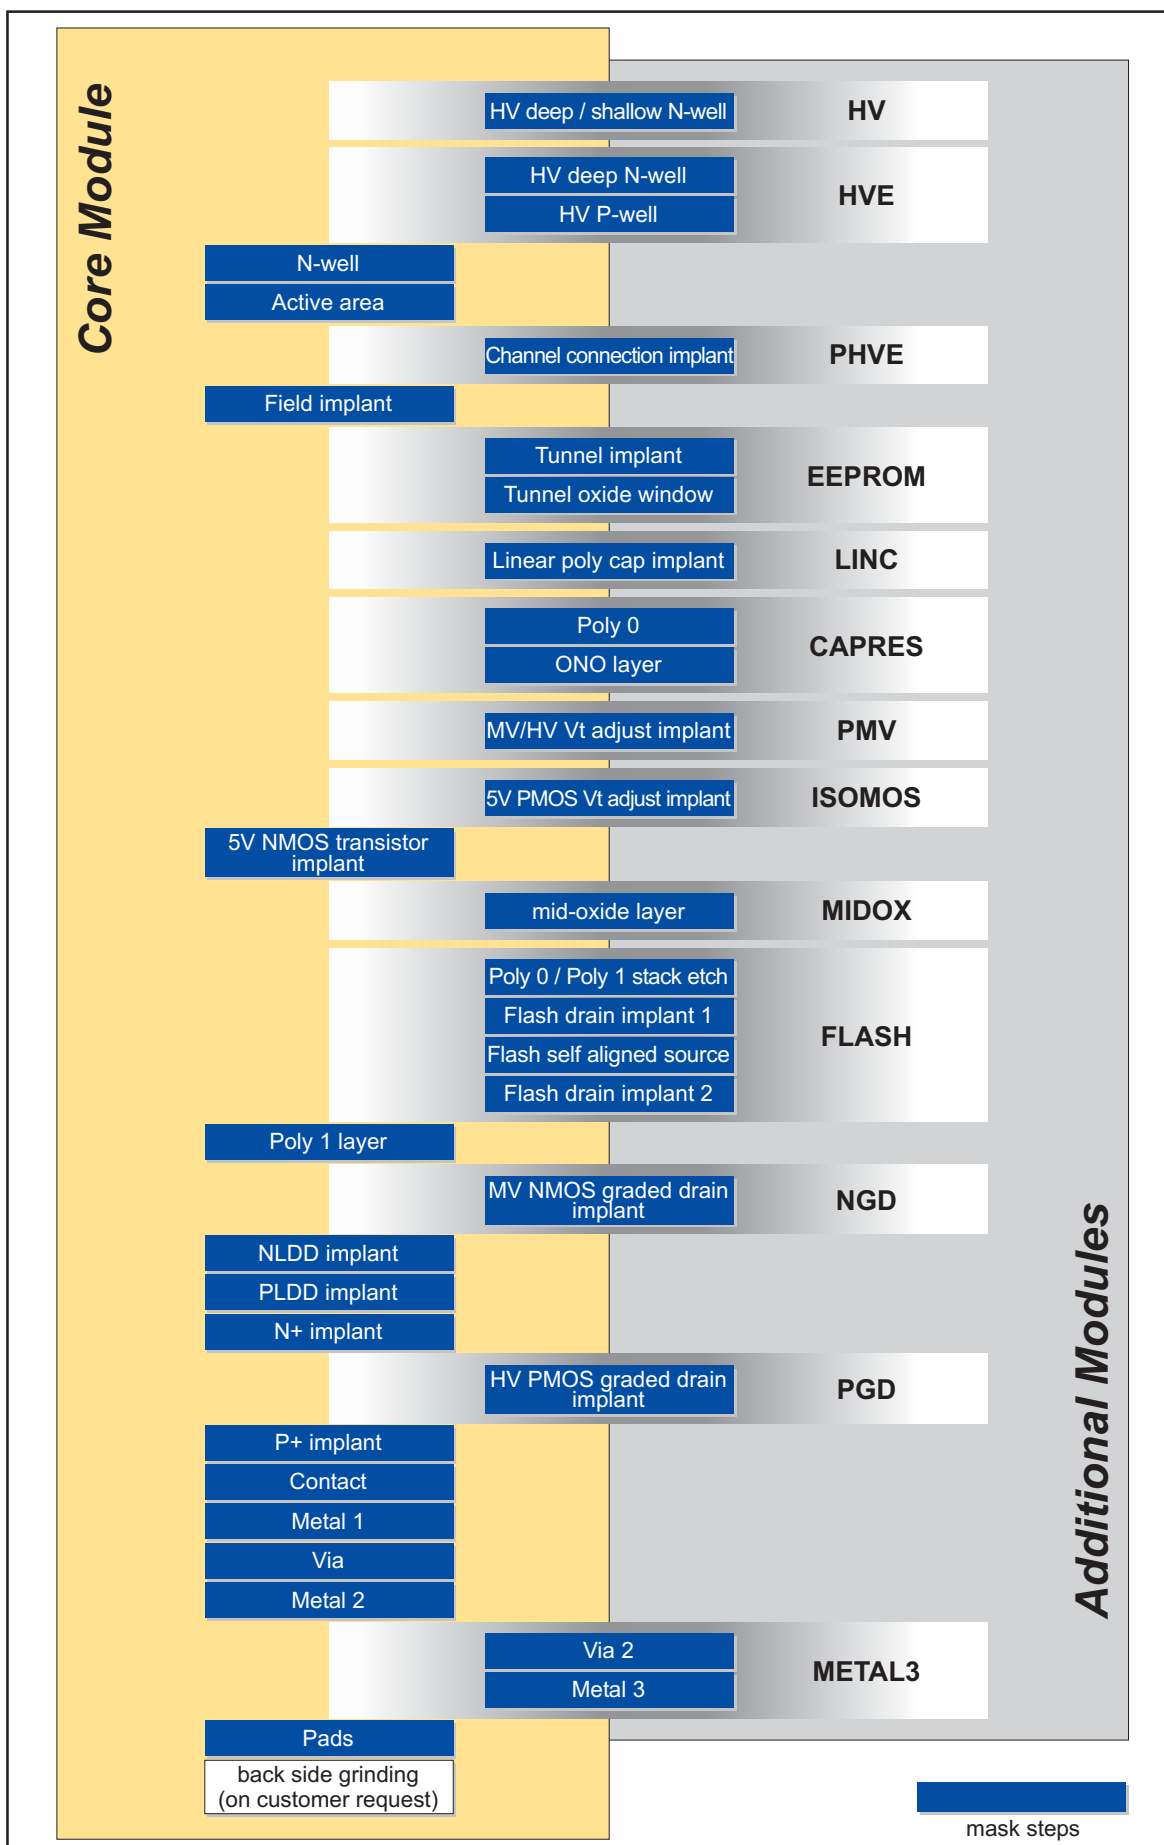 Core Module
HV deep / shallow N-well
HV
HV deep N-well
HV P-well
HVE
N-well
Active area
Channel connection implant
PHVE
Field implant
Tunnel implant
Tunnel oxide window
EEPROM
Linear poly cap implant
LINC
Poly 0
ONO layer
CAPRES
MV/HV Vt adjust implant
PMV
5V PMOS Vt adjust implant
ISOMOS
5V NMOS transistor
implant
mid-oxide layer
MIDOX
Poly 0 / Poly 1 stack etch
Flash drain implant 1
Flash self aligned source
Flash drain implant 2
FLASH
Poly 1 layer
MV NMOS graded drain
implant
NGD
NLDD implant
PLDD implant
N+ implant
HV PMOS graded drain
implant
PGD
P+ implant
Contact
Metal 1
Via
Metal 2
Via 2
Metal 3
METAL3
Additional Modules
Pads
back side grinding
(on customer request)
mask steps